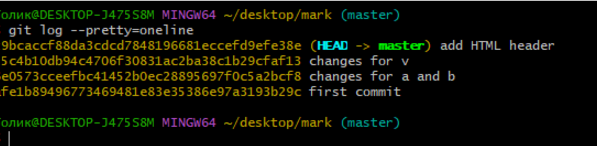 олик@DESKTOP-J475S8M MINGW64 ~/desktop/mark (master)
git log --pretty=oneline
9bcaccf88da3cdcd7848196681eccefd9efe38e (HEAD -> master) add HTML header
5c4b10db94c4706f30831ac2ba38c1b29cfaf13 changes for v
e0573cceefbc41452b0ec28895697f0c5a2bcf8 changes for a and b
fe1b89496773469481e83e35386e97a3193b29c first commit
олик@DESKTOP-J475S8M MINGW64 ~/desktop/mark (master)